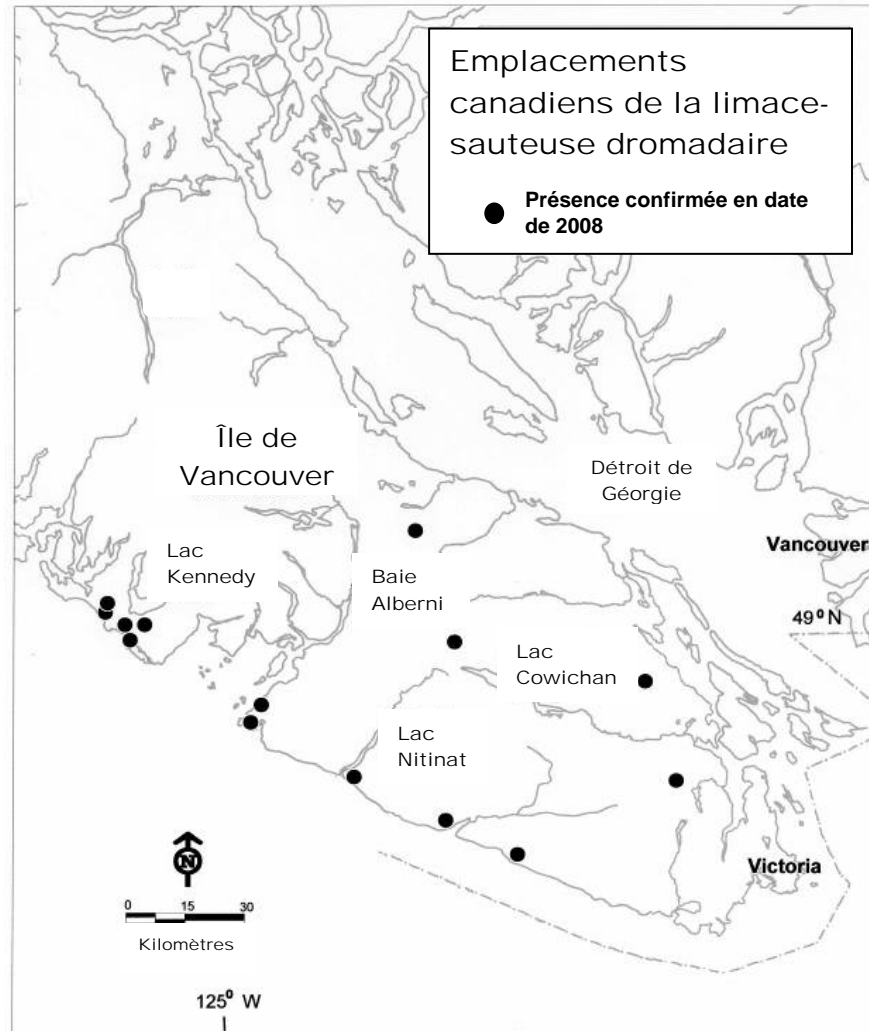 Emplacements
canadiens de la limace-
sauteuse dromadaire
Présence confirmée en date
de 2008
Île de
Vancouver
Détroit de
Géorgie
Lac
Kennedy
Baie
Alberni
Vancouver
49° N
Lac
Cowichan
Lac
Nitinat
N
Victoria
0 15 30
Kilomètres
125° W